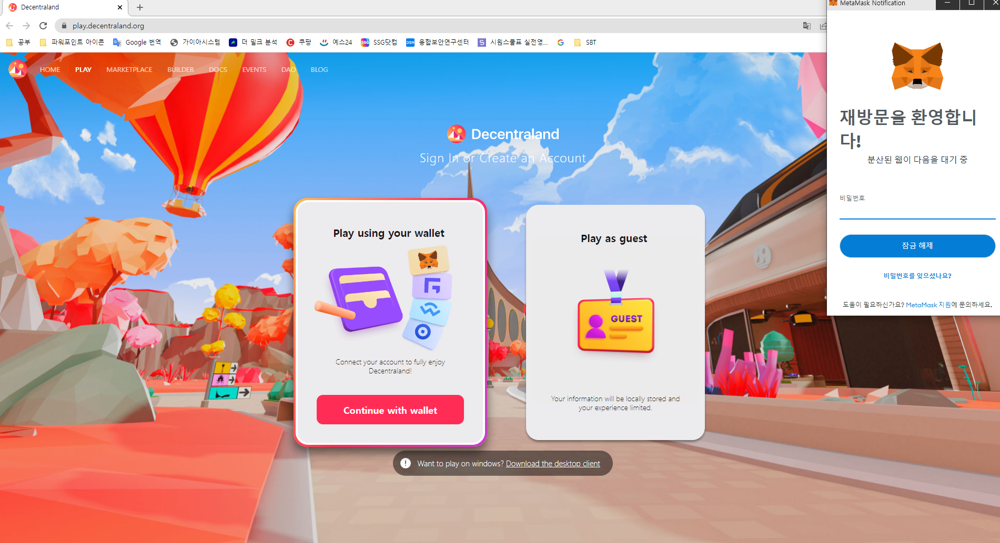 Decentraland
play.decentraland.org
공부
파워포인트 아이콘
Google 번역
가이아시스템
더 밀크 분석
쿠팡
예스24
SSG닷컴
융합보안연구센터
시원스쿨표 실전영...
SBT
HOME
PLAY
MARKETPLACE
BUILDER
DOCS
EVENTS
DAO
BLOG
Decentraland
Sign In or Create an Account
Play using your wallet
Connect your account to fully enjoy
Decentraland!
Continue with wallet
Play as guest
GUEST
Your information will be locally stored and
your experience limited.
Want to play on windows? Download the desktop client
MetaMask Notification
재방문을 환영합니
다!
분산된 웹이 다음을 대기 중
비밀번호
잠금 해제
비밀번호를 잊으셨나요?
도움이 필요하신가요? MetaMask 지원에 문의하세요.